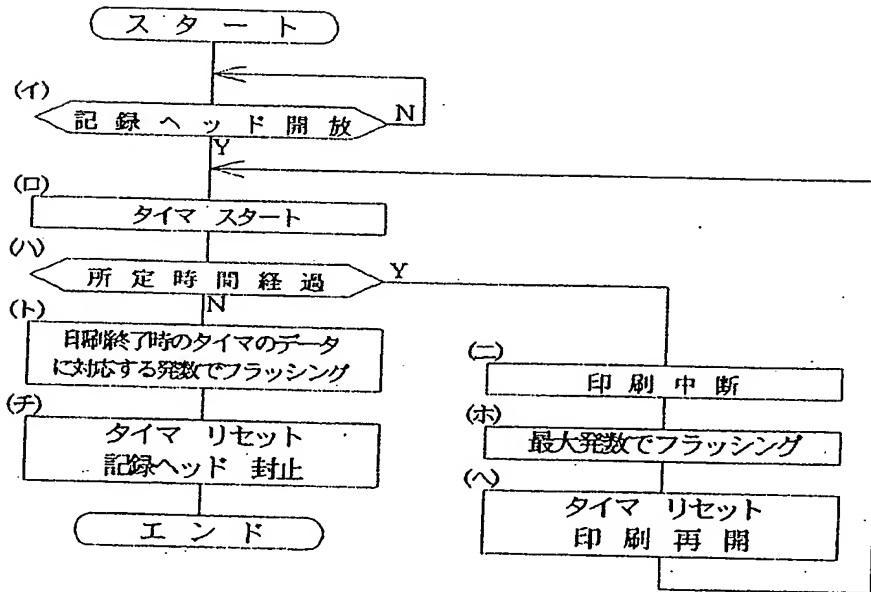 スタート
(イ)
記録ヘッド開放
N
Y
(ロ)
タイマ スタート
(ハ)
所定時間経過
Y
N
(ト)
印刷終了時のタイマのデータ
に対応する発数でフラッシング
(チ)
タイマ リセット
記録ヘッド 封止
エンド
(ニ)
印刷中断
(ホ)
最大発数でフラッシング
(ヘ)
タイマ リセット
印刷再開